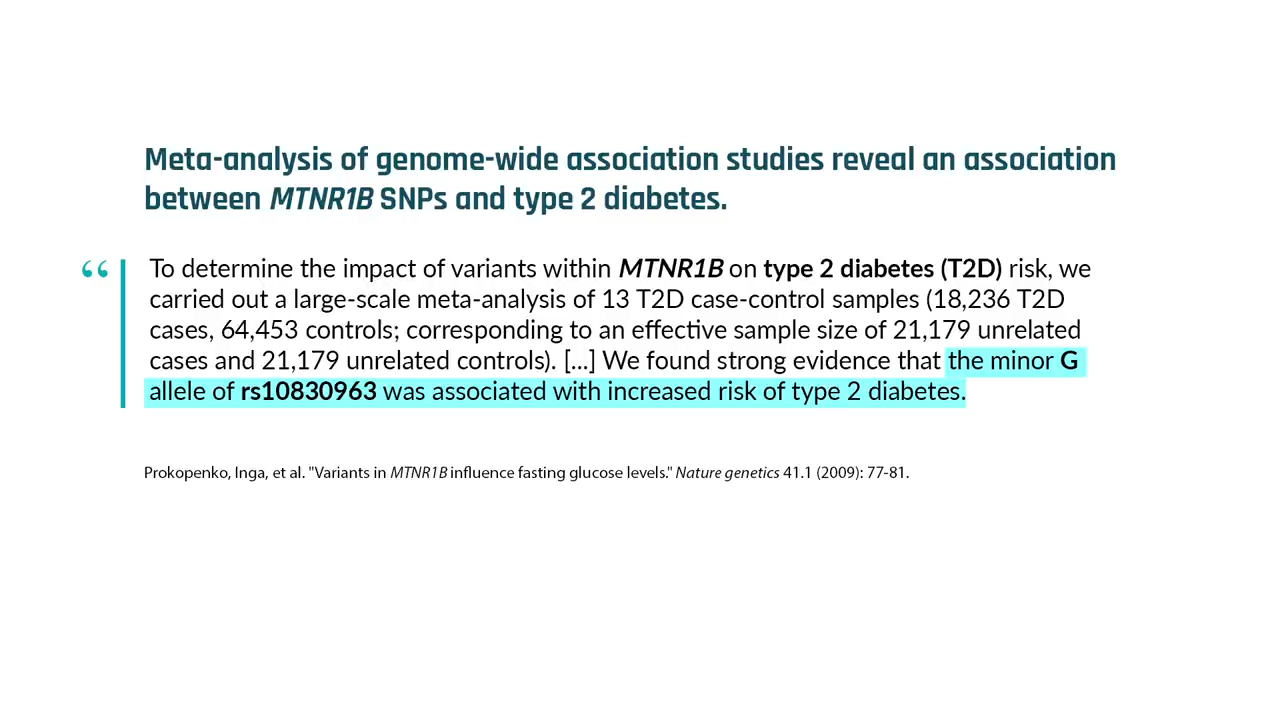 Meta-analysis of genome-wide association studies reveal an association
between MTNR1B SNPs and type 2 diabetes.
“ To determine the impact of variants within MTNR1B on type 2 diabetes (T2D) risk, we
carried out a large-scale meta-analysis of 13 T2D case-control samples (18,236 T2D
cases, 64,453 controls; corresponding to an effective sample size of 21,179 unrelated
cases and 21,179 unrelated controls). [...] We found strong evidence that the minor G
allele of rs10830963 was associated with increased risk of type 2 diabetes.
Prokopenko, Inga, et al. "Variants in MTNR1B influence fasting glucose levels." Nature genetics 41.1 (2009): 77-81.